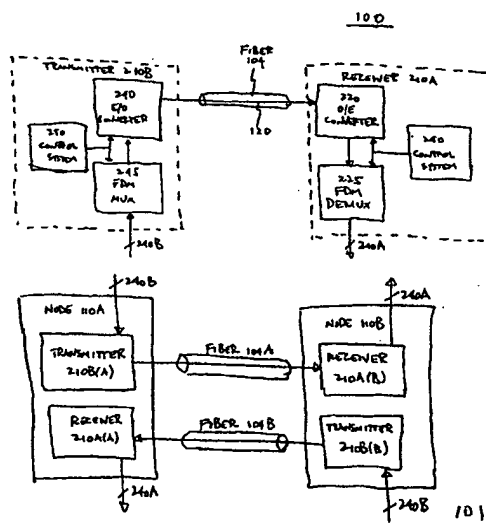 100
FIBER
104
TRANSMITTER 210B
240
E/O
CONVERTER
250
CONTROL
SYSTEM
245
FDM
MUX
240B
120
RECEIVER 210A
220
O/E
CONVERTER
250
CONTROL
SYSTEM
225
FDM
DEMUX
240A
240B
NODE 110A
TRANSMITTER
210B(A)
RECEIVER
210A(A)
240A
FIBER 104A
FIBER 104B
240A
NODE 110B
RECEIVER
210A(B)
TRANSMITTER
210B(B)
240B
101